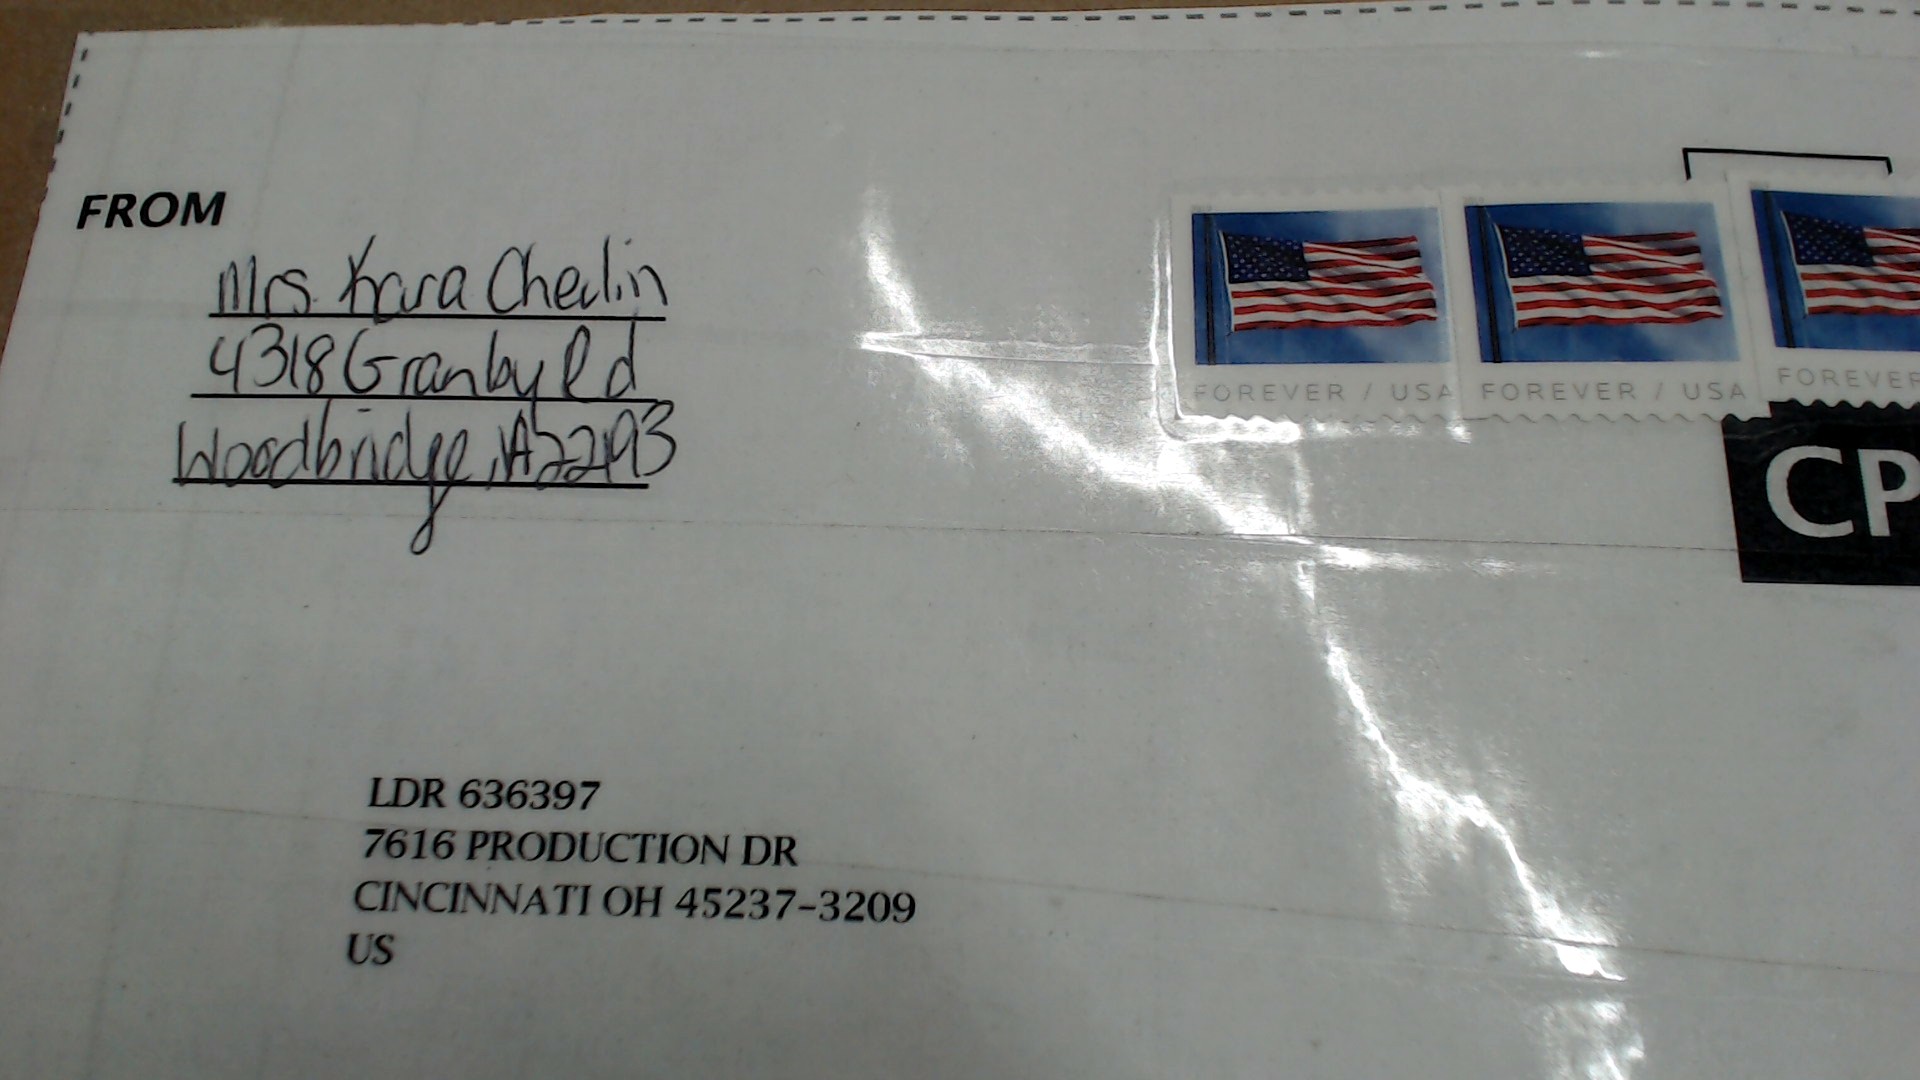 FROM
Mrs. Kara Chedin
4318 Granby Rd
Woodbridge, VA 22193
FOREVER / USA
FOREVER / USA
FOREVER
CP
LDR 636397
7616 PRODUCTION DR
CINCINNATI OH 45237-3209
US